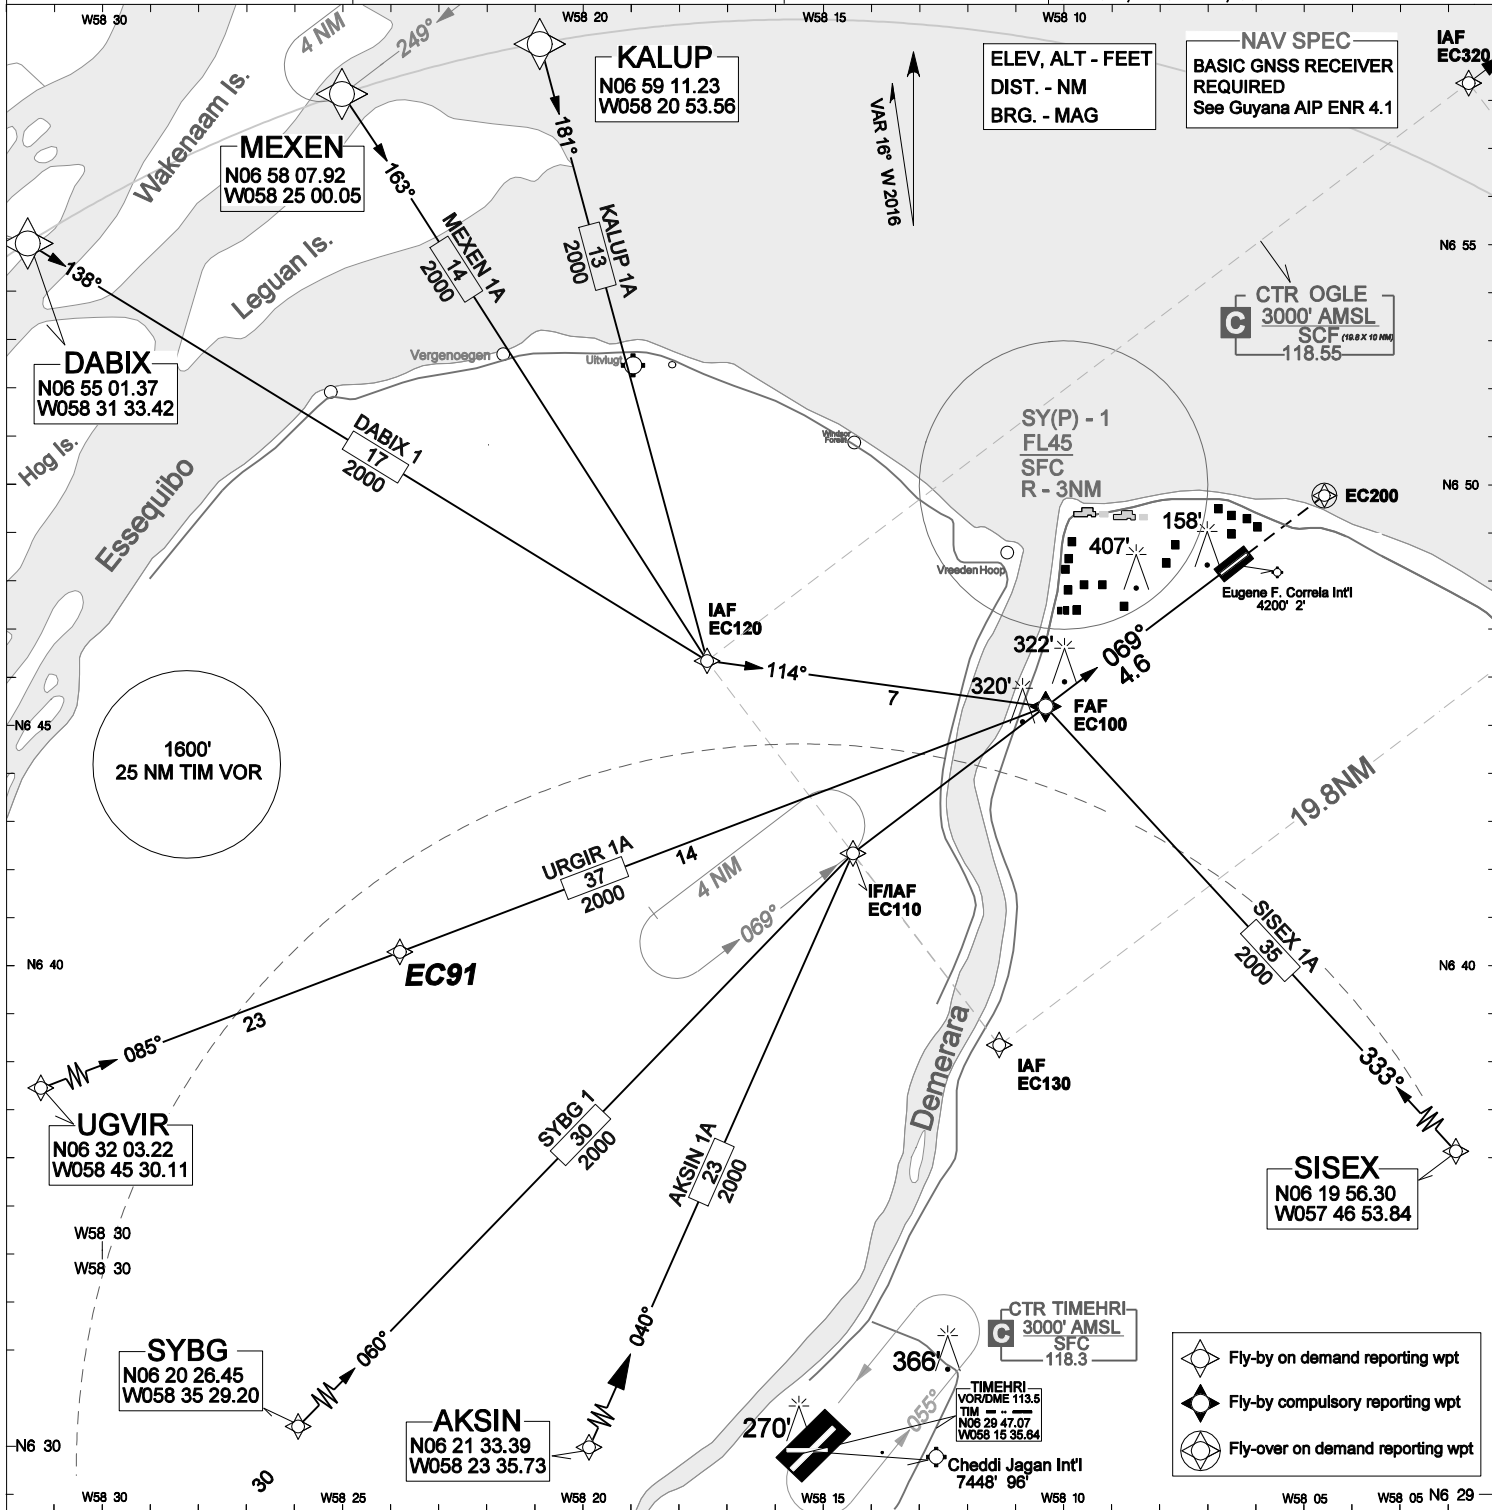 W58 30
W58 20
W58 15
W58 10
4 NM
249°
KALUP
N06 59 11.23
W058 20 53.56
ELEV, ALT - FEET
DIST. - NM
BRG. - MAG
NAV SPEC
BASIC GNSS RECEIVER
REQUIRED
See Guyana AIP ENR 4.1
IAF
EC320
Wakenaam Is.
MEXEN
N06 58 07.92
W058 25 00.05
181°
163°
VAR 16° W 2016
KALUP 1A
13
2000
MEXEN 1A
14
2000
Leguan Is.
138°
N6 55
CTR OGLE
C
3000' AMSL
SCF (19.8 X 10 NM)
118.55
DABIX
N06 55 01.37
W058 31 33.42
Vergenoegen
Uitvlugt
Hog Is.
Essequibo
DABIX 1
17
2000
Windsor
Forest
SY(P) - 1
FL45
SFC
R - 3NM
N6 50
EC200
158'
407'
Vreeden Hoop
Eugene F. Correia Int'l
4200' 2'
IAF
EC120
322'
320'
069°
4.6
114°
7
FAF
EC100
N6 45
1600'
25 NM TIM VOR
19.8NM
URGIR 1A
37
2000
14
4 NM
069°
IF/IAF
EC110
SISEX 1A
35
2000
N6 40
N6 40
EC91
23
085°
UGVIR
N06 32 03.22
W058 45 30.11
Demerara
IAF
EC130
333°
SYBG 1
30
2000
AKSIN 1A
23
2000
SISEX
N06 19 56.30
W057 46 53.84
W58 30
W58 30
SYBG
N06 20 26.45
W058 35 29.20
060°
040°
CTR TIMEHRI
C
3000' AMSL
SFC
118.3
366'
055°
TIMEHRI
VOR/DME 113.5
TIM
N06 29 47.07
W058 15 35.64
AKSIN
N06 21 33.39
W058 23 35.73
270'
Cheddi Jagan Int'l
7448' 96'
Fly-by on demand reporting wpt
Fly-by compulsory reporting wpt
Fly-over on demand reporting wpt
N6 30
30
W58 30
W58 25
W58 20
W58 15
W58 10
W58 05
W58 05
N6 29